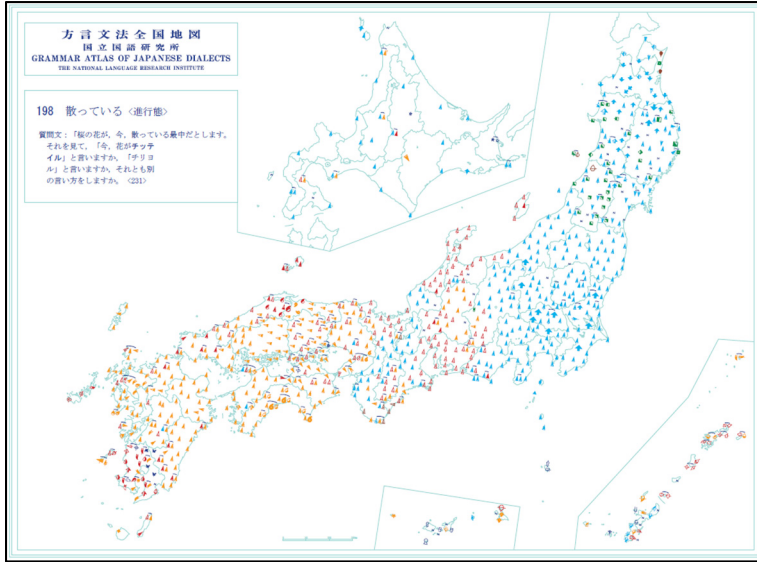 方言文法全国地図
国立国語研究所
GRAMMAR ATLAS OF JAPANESE DIALECTS
THE NATIONAL LANGUAGE RESEARCH INSTITUTE
198 散っている〈進行態〉
質問文:「桜の花が、今、散っている最中だとします。
それを見て、「今、花がチッテ
イル」と言いますか、「チリヨ
ル」と言いますか、それとも別
の言い方をしますか。〈231〉